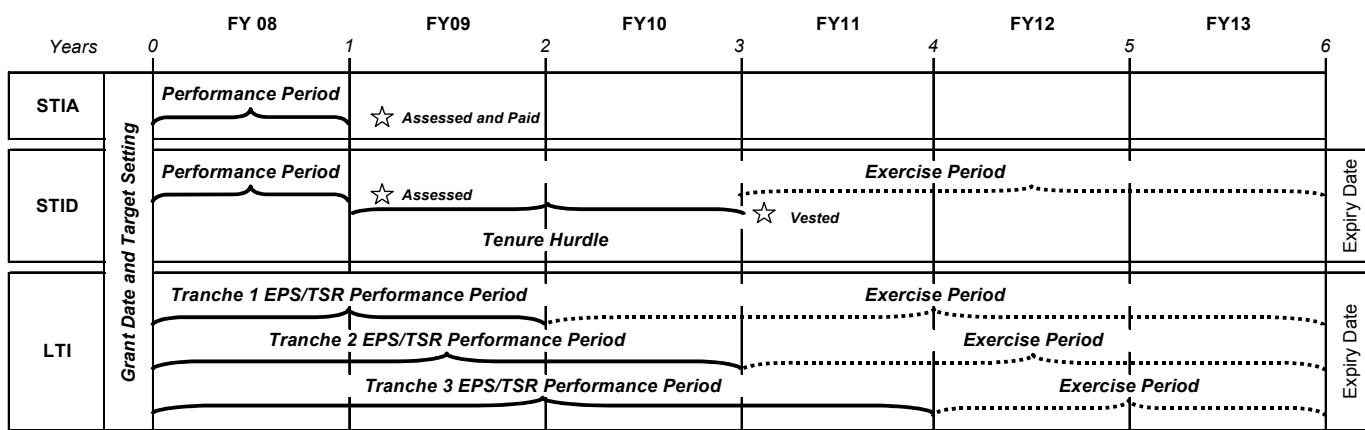 FY 08 FY09 FY10 FY11 FY12 FY13
Years 0 1 2 3 4 5 6
Grant Date and Target Setting
STIA
Performance Period
Assessed and Paid
STID
Performance Period
Exercise Period
Assessed
Vested
Tenure Hurdle
Expiry Date
LTI
Tranche 1 EPS/TSR Performance Period Exercise Period
Tranche 2 EPS/TSR Performance Period Exercise Period
Tranche 3 EPS/TSR Performance Period Exercise Period
Expiry Date